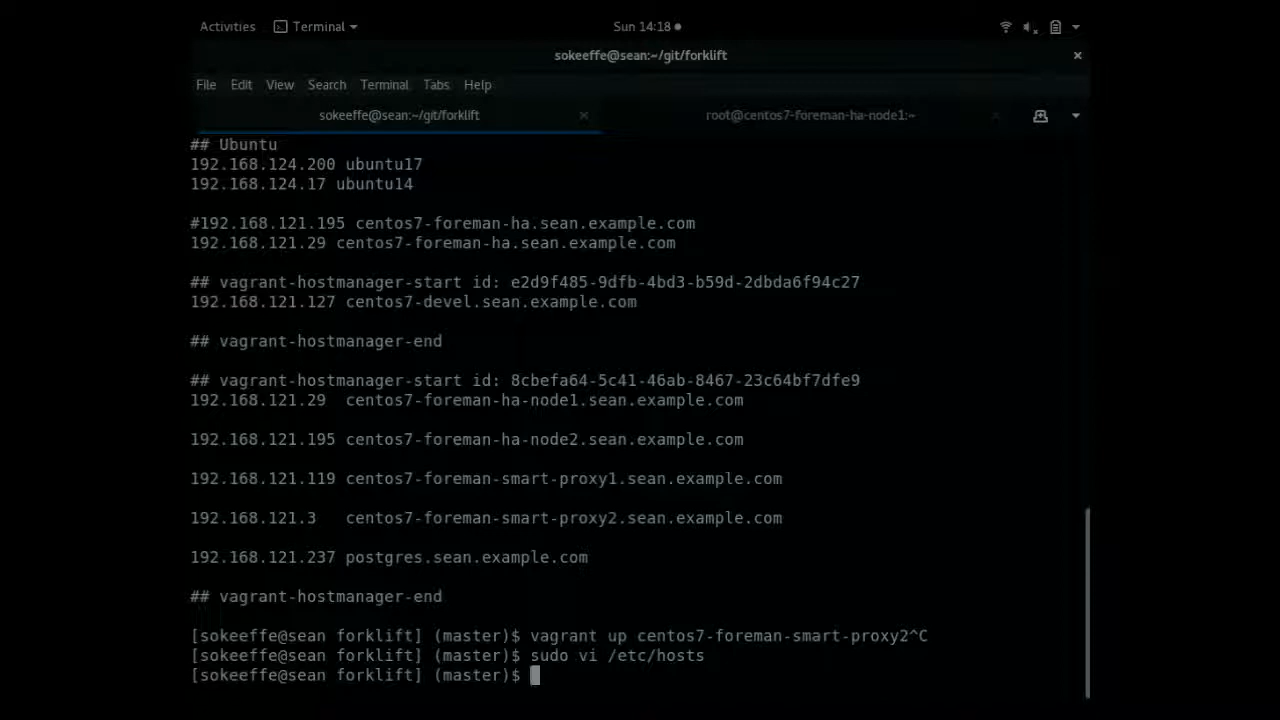 Activities Terminal Sun 14:18
sokeeffe@sean:~/git/forklift
File Edit View Search Terminal Tabs Help
sokeeffe@sean:~/git/forklift root@centos7-foreman-ha-node1:~
## Ubuntu
192.168.124.200 ubuntu17
192.168.124.17 ubuntu14
#192.168.121.195 centos7-foreman-ha.sean.example.com
192.168.121.29 centos7-foreman-ha.sean.example.com
## vagrant-hostmanager-start id: e2d9f485-9dfb-4bd3-b59d-2dbda6f94c27
192.168.121.127 centos7-devel.sean.example.com
## vagrant-hostmanager-end
## vagrant-hostmanager-start id: 8cbefa64-5c41-46ab-8467-23c64bf7dfe9
192.168.121.29  centos7-foreman-ha-node1.sean.example.com
192.168.121.195 centos7-foreman-ha-node2.sean.example.com
192.168.121.119 centos7-foreman-smart-proxy1.sean.example.com
192.168.121.3   centos7-foreman-smart-proxy2.sean.example.com
192.168.121.237 postgres.sean.example.com
## vagrant-hostmanager-end
[sokeeffe@sean forklift] (master)$ vagrant up centos7-foreman-smart-proxy2^C
[sokeeffe@sean forklift] (master)$ sudo vi /etc/hosts
[sokeeffe@sean forklift] (master)$